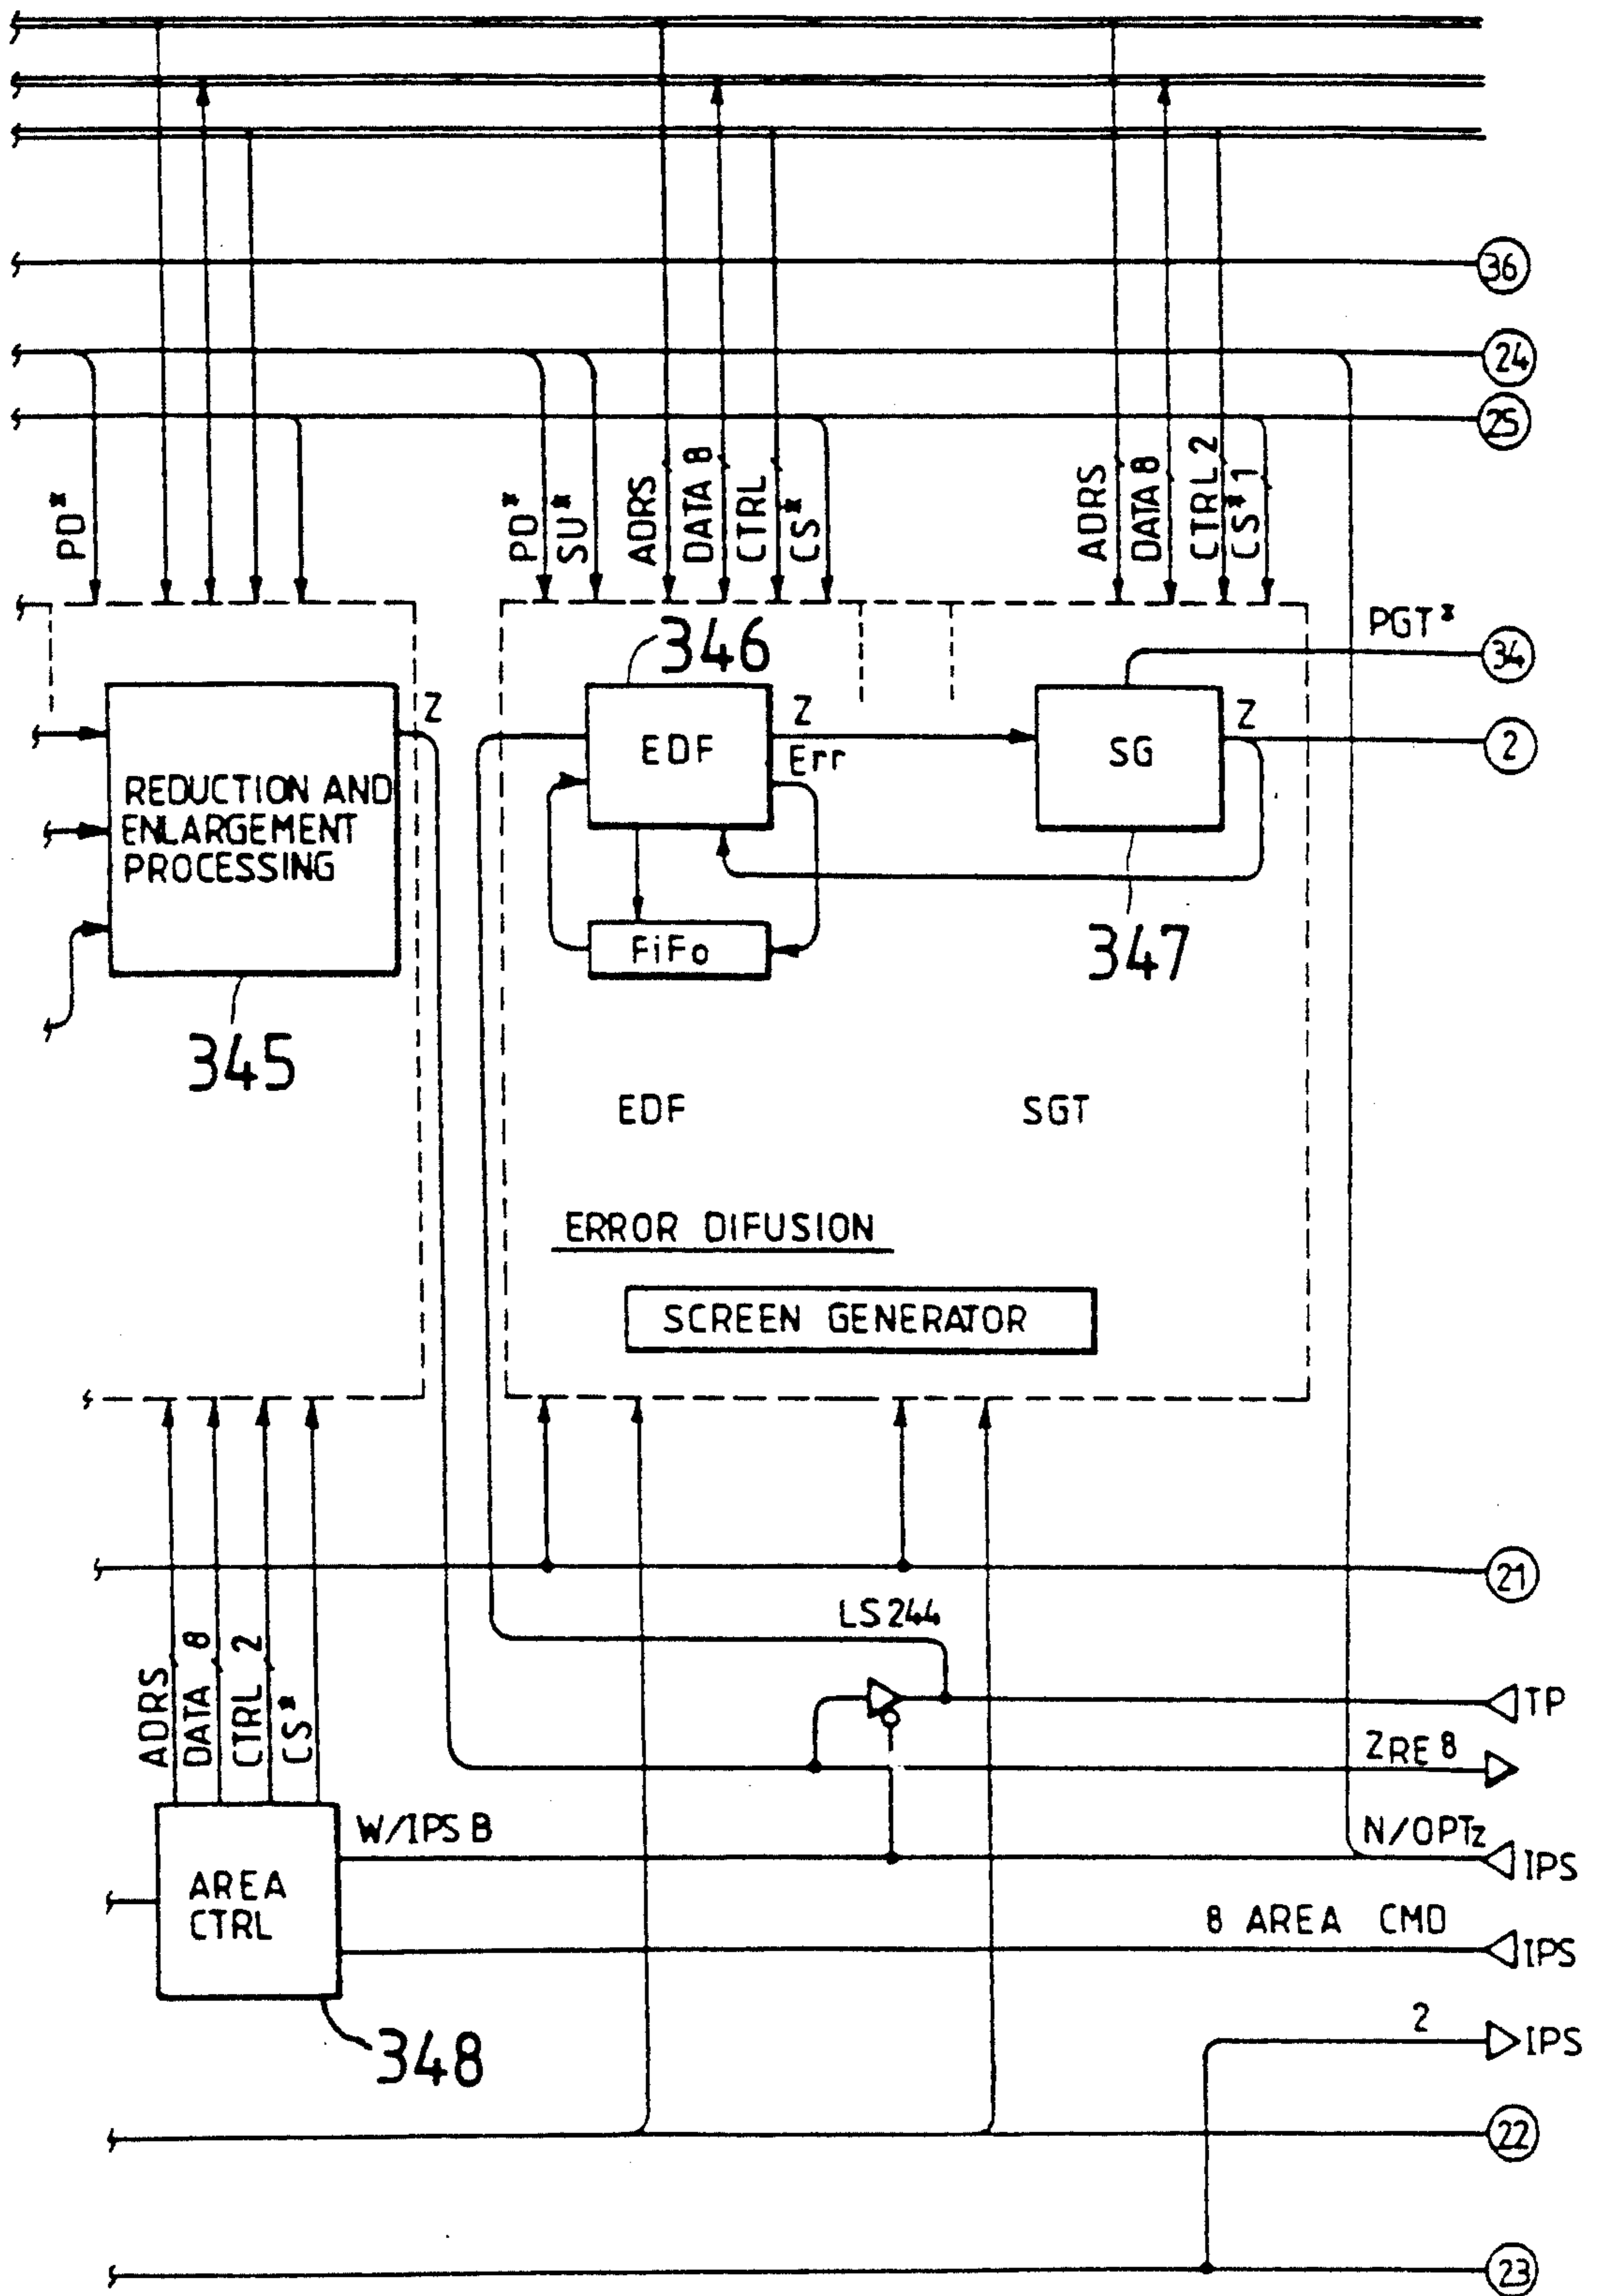 36
24
25
PD*
PD*
SU*
ADRS
DATA 8
CTRL
CS*
ADRS
DATA 8
CTRL 2
CS* 1
PGT*
34
346
Z
EDF
Z
Err
SG
Z
2
REDUCTION AND
ENLARGEMENT
PROCESSING
FiFo
347
345
EDF
SGT
ERROR DIFUSION
SCREEN GENERATOR
21
LS244
ADRS
DATA 8
CTRL 2
CS*
TP
ZRE 8
W/IPS B
N/OPTz
IPS
AREA
CTRL
8 AREA CMD
IPS
348
2
IPS
22
23